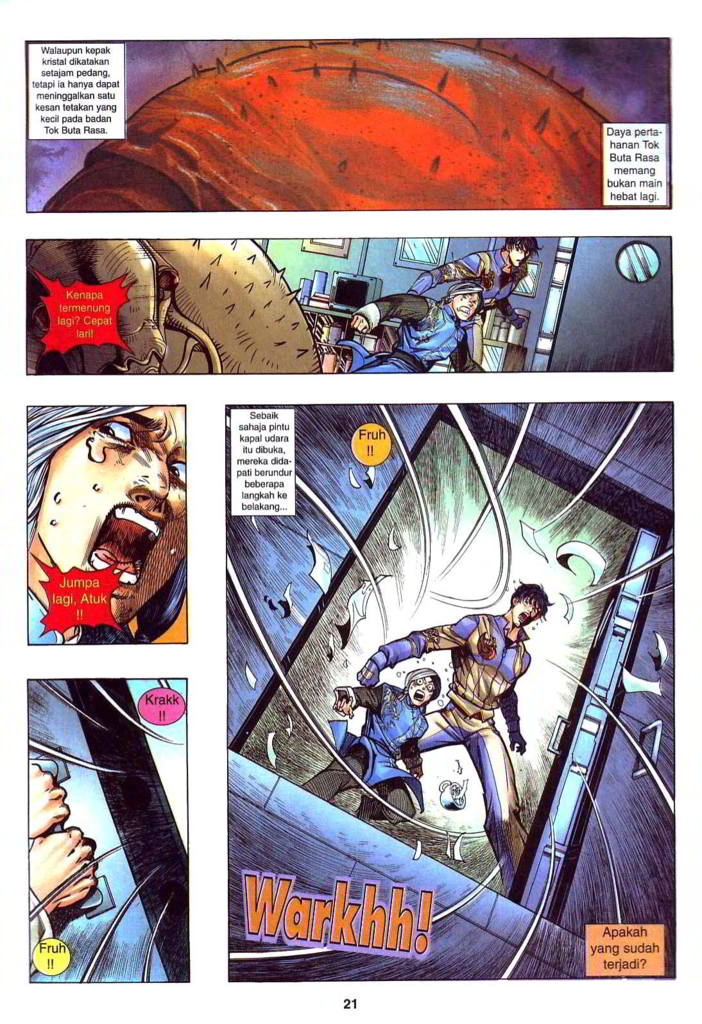 Walaupun kepak
kristal dikatakan
setajam pedang,
tetapi ia hanya dapat
meninggalkan satu
kesan tetakan yang
kecil pada badan
Tok Buta Rasa.
Daya perta-
hanan Tok
Buta Rasa
memang
bukan main
hebat lagi.
Kenapa
termenung
lagi? Cepat
lari!
Jumpa
lagi, Atuk
!!
Krakk
!!
Fruh
!!
Sebaik
sahaja pintu
kapal udara
itu dibuka,
mereka dida-
pati berundur
beberapa
langkah ke
belakang...
Fruh
!!
Warkhh!
Apakah
yang sudah
terjadi?
21